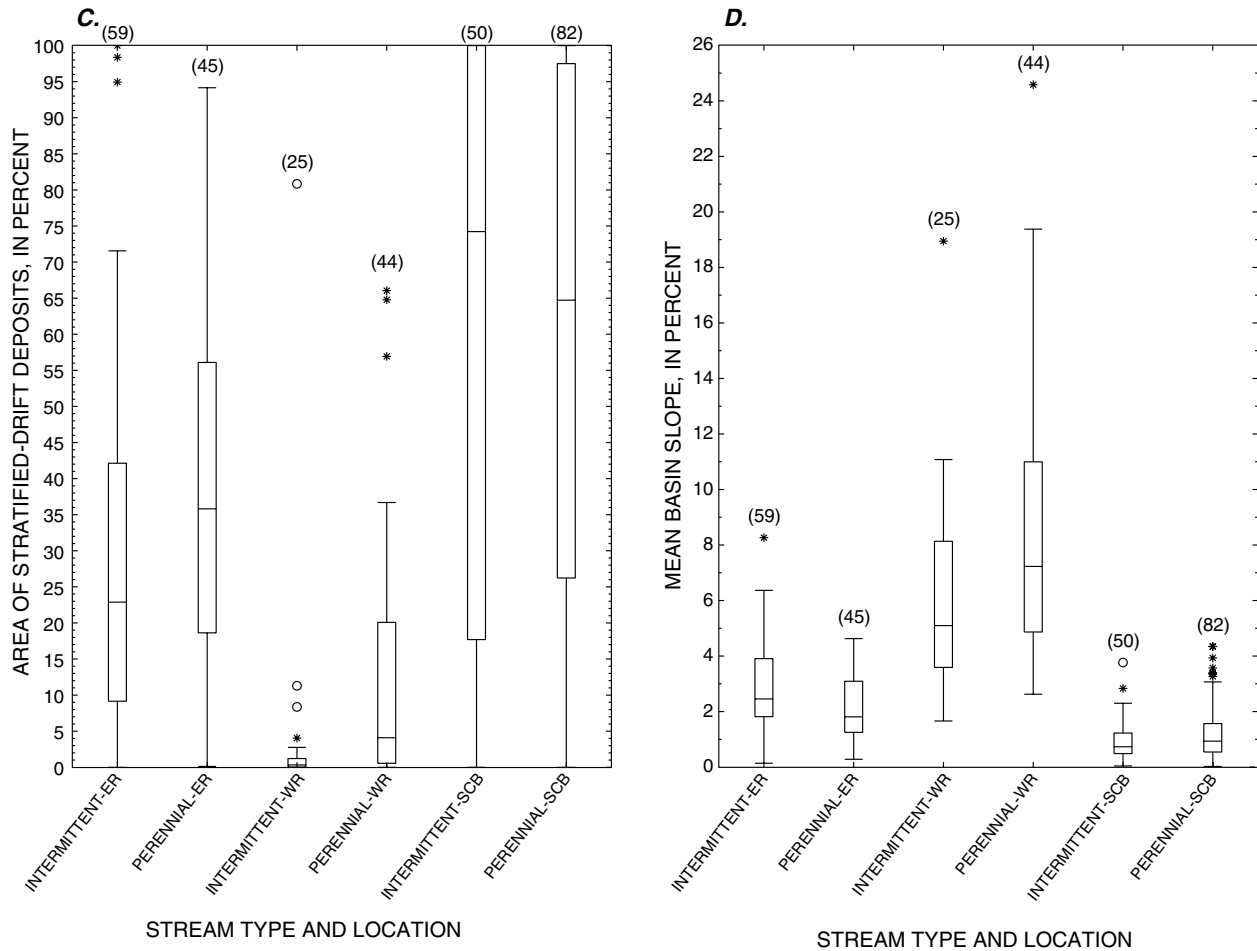 C.
(59)
(45)
(25)
(44)
(50)
(82)
100
95
90
85
80
75
70
65
60
55
50
45
40
35
30
25
20
15
10
5
0
AREA OF STRATIFIED-DRIFT DEPOSITS, IN PERCENT
INTERMITTENT-ER
PERENNIAL-ER
INTERMITTENT-WR
PERENNIAL-WR
INTERMITTENT-SCB
PERENNIAL-SCB
STREAM TYPE AND LOCATION
D.
(59)
(45)
(25)
(44)
(50)
(82)
26
24
22
20
18
16
14
12
10
8
6
4
2
0
MEAN BASIN SLOPE, IN PERCENT
INTERMITTENT-ER
PERENNIAL-ER
INTERMITTENT-WR
PERENNIAL-WR
INTERMITTENT-SCB
PERENNIAL-SCB
STREAM TYPE AND LOCATION